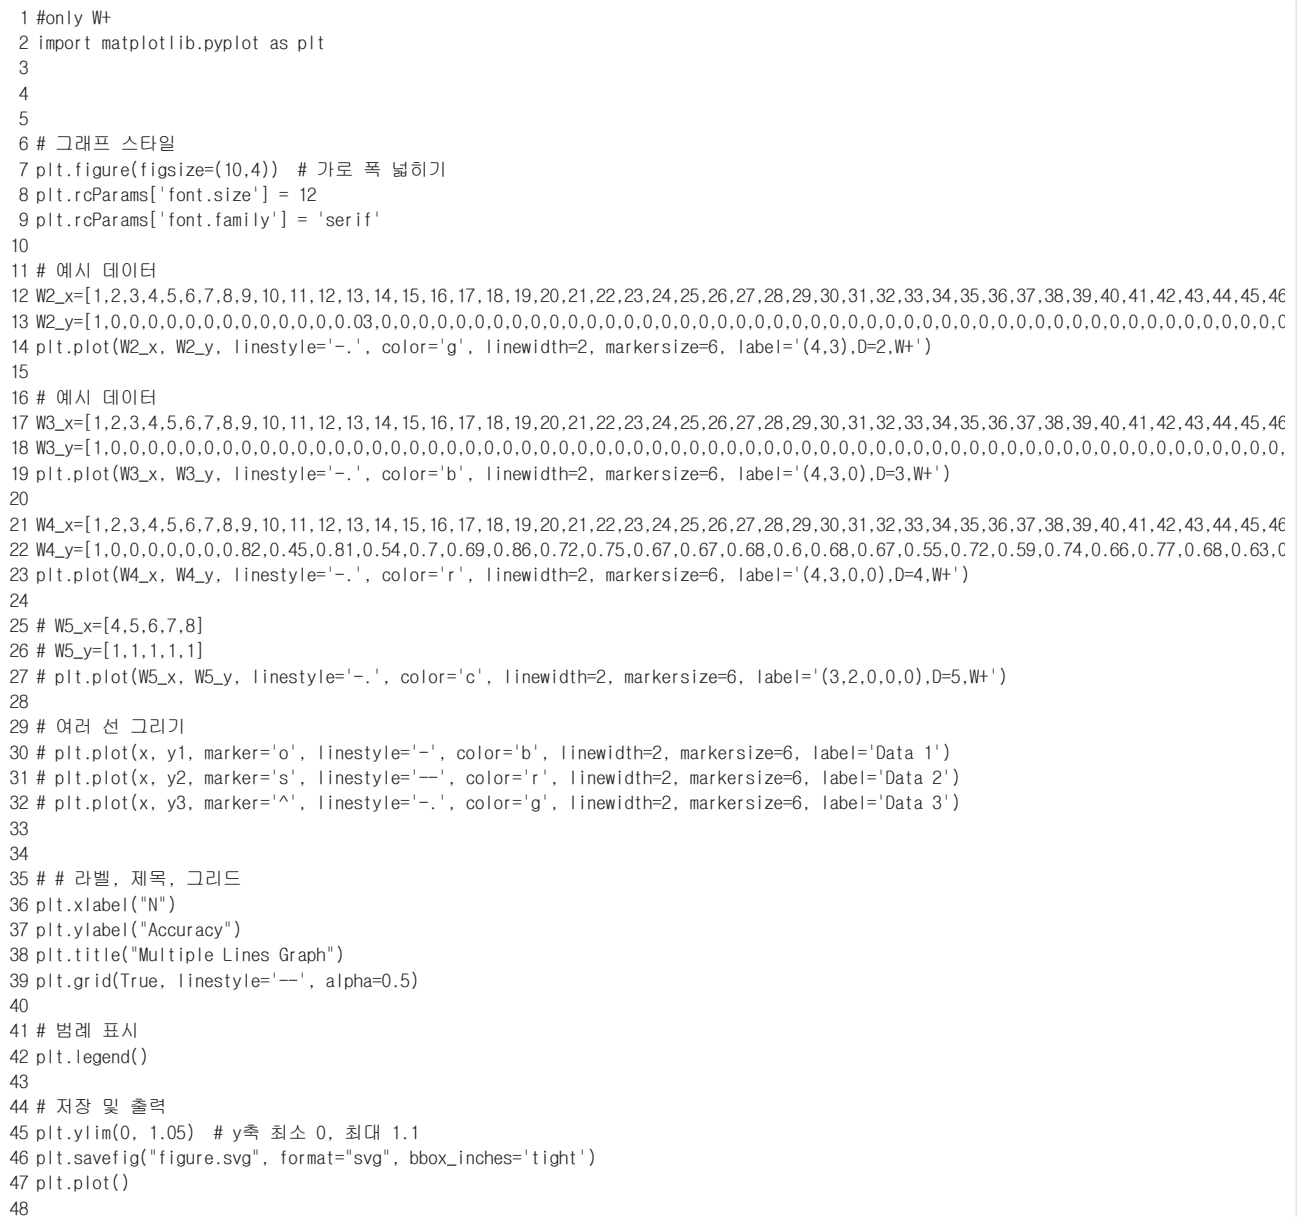 1 #only W+
2 import matplotlib.pyplot as plt
3
4
5
6 # 그래프 스타일
7 plt.figure(figsize=(10,4))  # 가로 폭 넓히기
8 plt.rcParams['font.size'] = 12
9 plt.rcParams['font.family'] = 'serif'
10
11 # 예시 데이터
12 W2_x=[1,2,3,4,5,6,7,8,9,10,11,12,13,14,15,16,17,18,19,20,21,22,23,24,25,26,27,28,29,30,31,32,33,34,35,36,37,38,39,40,41,42,43,44,45,46
13 W2_y=[1,0,0,0,0,0,0,0,0,0,0,0,0,0.03,0,0,0,0,0,0,0,0,0,0,0,0,0,0,0,0,0,0,0,0,0,0,0,0,0,0,0,0,0,0,0,0,0,0,0,0,0,0,0,0,0,0,0,0,0,0,0,0
14 plt.plot(W2_x, W2_y, linestyle='-.', color='g', linewidth=2, markersize=6, label='(4,3),D=2,W+')
15
16 # 예시 데이터
17 W3_x=[1,2,3,4,5,6,7,8,9,10,11,12,13,14,15,16,17,18,19,20,21,22,23,24,25,26,27,28,29,30,31,32,33,34,35,36,37,38,39,40,41,42,43,44,45,46
18 W3_y=[1,0,0,0,0,0,0,0,0,0,0,0,0,0,0,0,0,0,0,0,0,0,0,0,0,0,0,0,0,0,0,0,0,0,0,0,0,0,0,0,0,0,0,0,0,0,0,0,0,0,0,0,0,0,0,0,0,0,0,0,0,0,0,0,
19 plt.plot(W3_x, W3_y, linestyle='-.', color='b', linewidth=2, markersize=6, label='(4,3,0),D=3,W+')
20
21 W4_x=[1,2,3,4,5,6,7,8,9,10,11,12,13,14,15,16,17,18,19,20,21,22,23,24,25,26,27,28,29,30,31,32,33,34,35,36,37,38,39,40,41,42,43,44,45,46
22 W4_y=[1,0,0,0,0,0,0,0.82,0.45,0.81,0.54,0.7,0.69,0.86,0.72,0.75,0.67,0.67,0.68,0.6,0.68,0.67,0.55,0.72,0.59,0.74,0.66,0.77,0.68,0.63,0
23 plt.plot(W4_x, W4_y, linestyle='-.', color='r', linewidth=2, markersize=6, label='(4,3,0,0),D=4,W+')
24
25 # W5_x=[4,5,6,7,8]
26 # W5_y=[1,1,1,1,1]
27 # plt.plot(W5_x, W5_y, linestyle='-.', color='c', linewidth=2, markersize=6, label='(3,2,0,0,0),D=5,W+')
28
29 # 여러 선 그리기
30 # plt.plot(x, y1, marker='o', linestyle='-', color='b', linewidth=2, markersize=6, label='Data 1')
31 # plt.plot(x, y2, marker='s', linestyle='--', color='r', linewidth=2, markersize=6, label='Data 2')
32 # plt.plot(x, y3, marker='^', linestyle='-.', color='g', linewidth=2, markersize=6, label='Data 3')
33
34
35 # # 라벨, 제목, 그리드
36 plt.xlabel("N")
37 plt.ylabel("Accuracy")
38 plt.title("Multiple Lines Graph")
39 plt.grid(True, linestyle='--', alpha=0.5)
40
41 # 범례 표시
42 plt.legend()
43
44 # 저장 및 출력
45 plt.ylim(0, 1.05)  # y축 최소 0, 최대 1.1
46 plt.savefig("figure.svg", format="svg", bbox_inches='tight')
47 plt.plot()
48